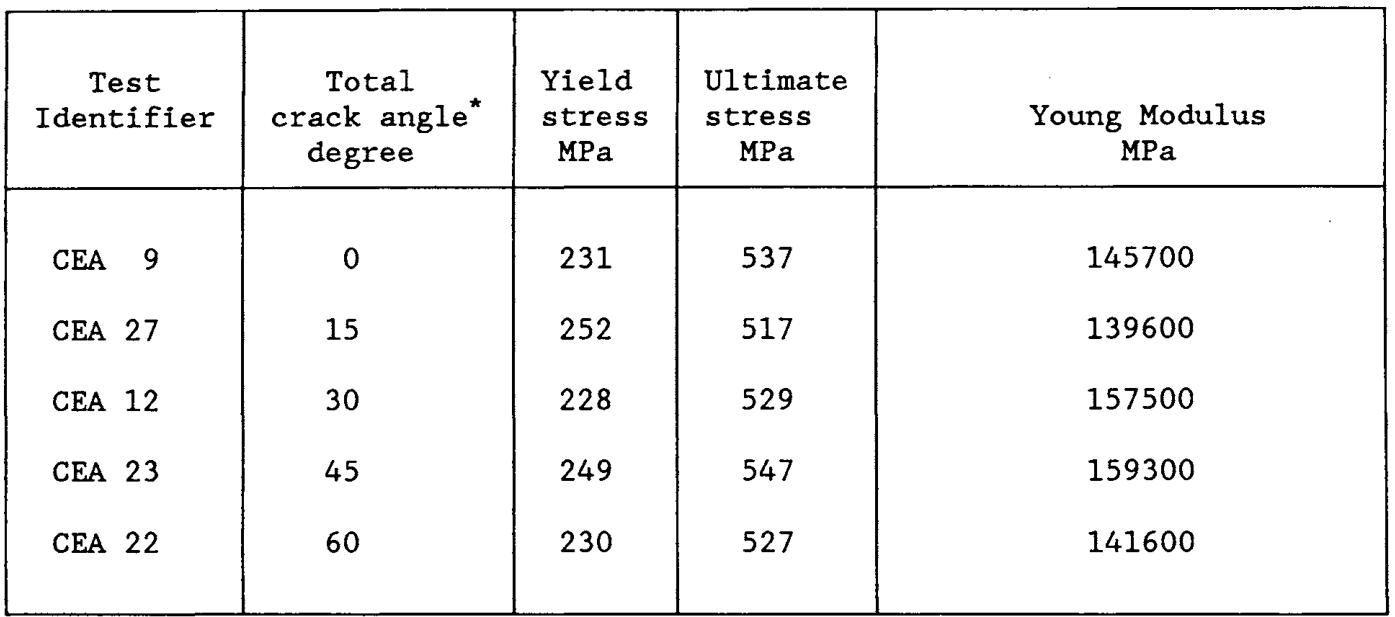 Test Identifier | Total crack angle* degree | Yield stress MPa | Ultimate stress MPa | Young Modulus MPa
CEA 9 | 0 | 231 | 537 | 145700
CEA 27 | 15 | 252 | 517 | 139600
CEA 12 | 30 | 228 | 529 | 157500
CEA 23 | 45 | 249 | 547 | 159300
CEA 22 | 60 | 230 | 527 | 141600